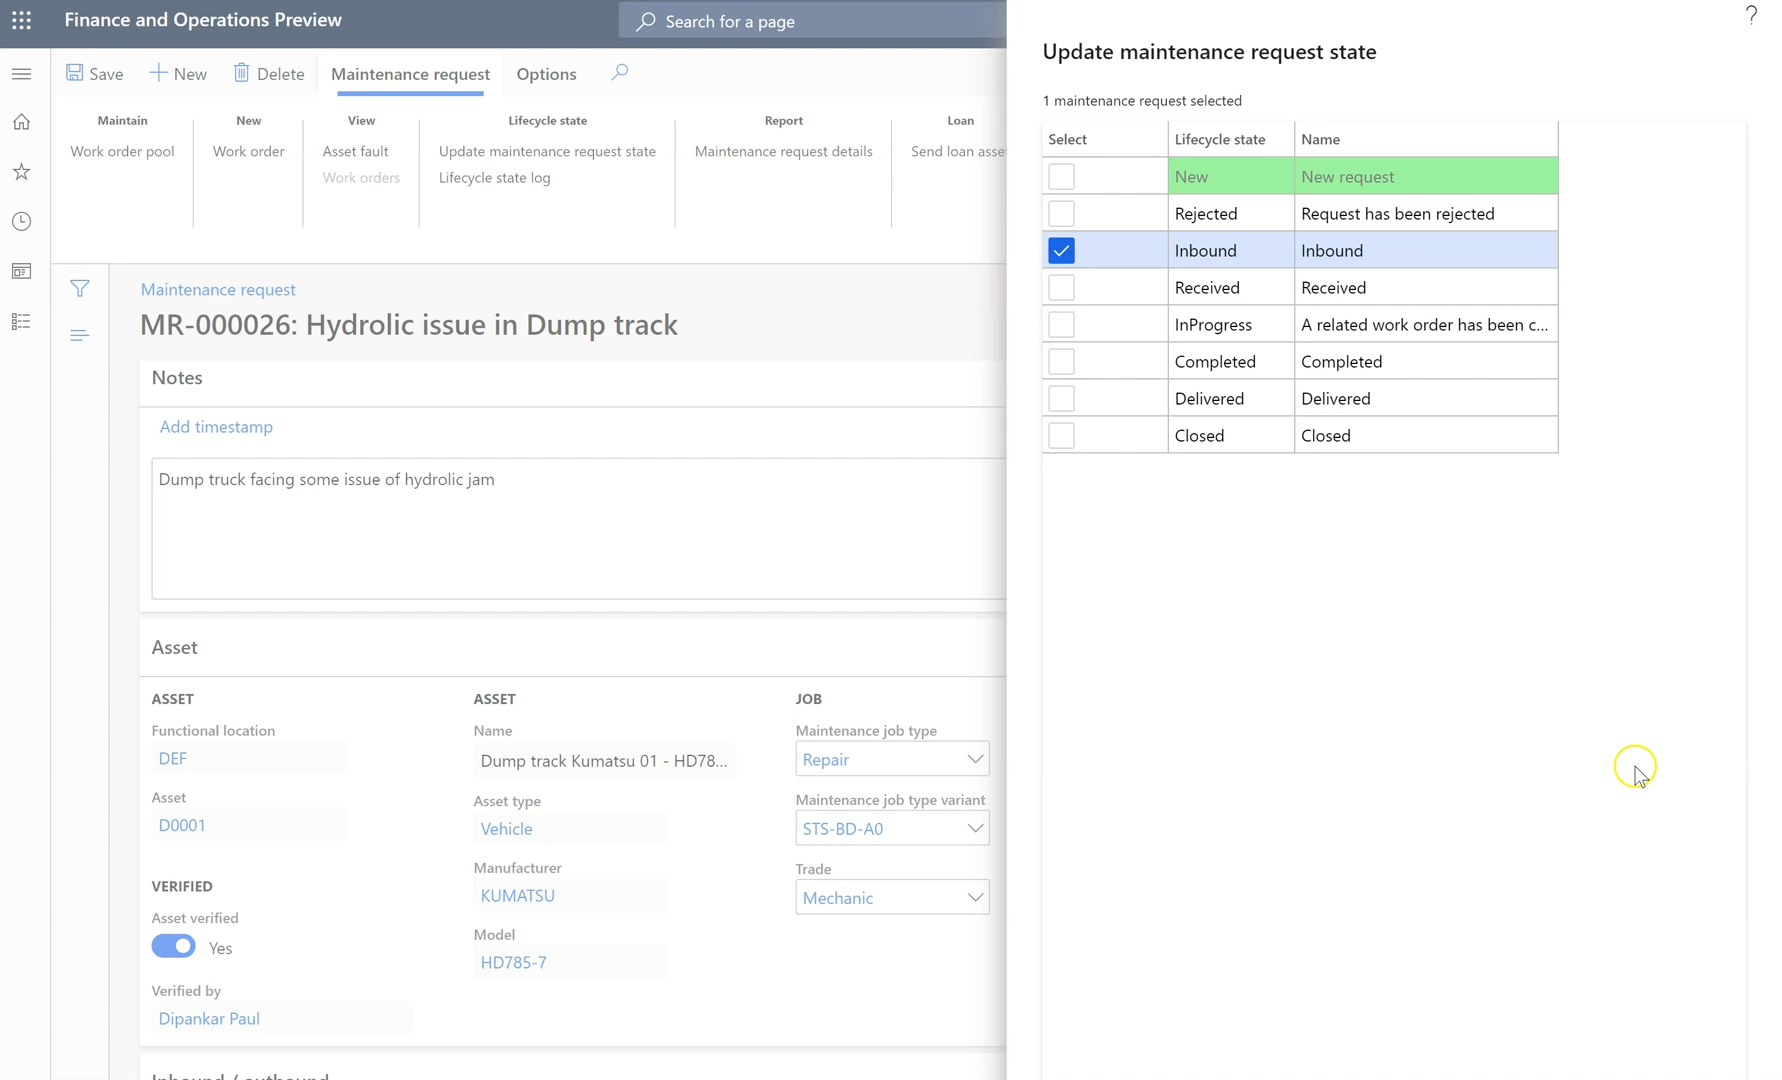 Finance and Operations Preview
Search for a page
?
Save
New
Delete
Maintenance request
Options
Maintain
New
View
Lifecycle state
Report
Loan
Work order pool
Work order
Asset fault
Update maintenance request state
Maintenance request details
Send loan asse
Work orders
Lifecycle state log
Maintenance request
MR-000026: Hydrolic issue in Dump track
Notes
Add timestamp
Dump truck facing some issue of hydrolic jam
Asset
ASSET
Functional location
DEF
Asset
D0001
VERIFIED
Asset verified
Yes
Verified by
Dipankar Paul
ASSET
Name
Dump track Kumatsu 01 - HD78...
Asset type
Vehicle
Manufacturer
KUMATSU
Model
HD785-7
JOB
Maintenance job type
Repair
Maintenance job type variant
STS-BD-A0
Trade
Mechanic
Inbound / outbound
Update maintenance request state
1 maintenance request selected
Select Lifecycle state Name
New New request
Rejected Request has been rejected
Inbound Inbound
Received Received
InProgress A related work order has been c...
Completed Completed
Delivered Delivered
Closed Closed